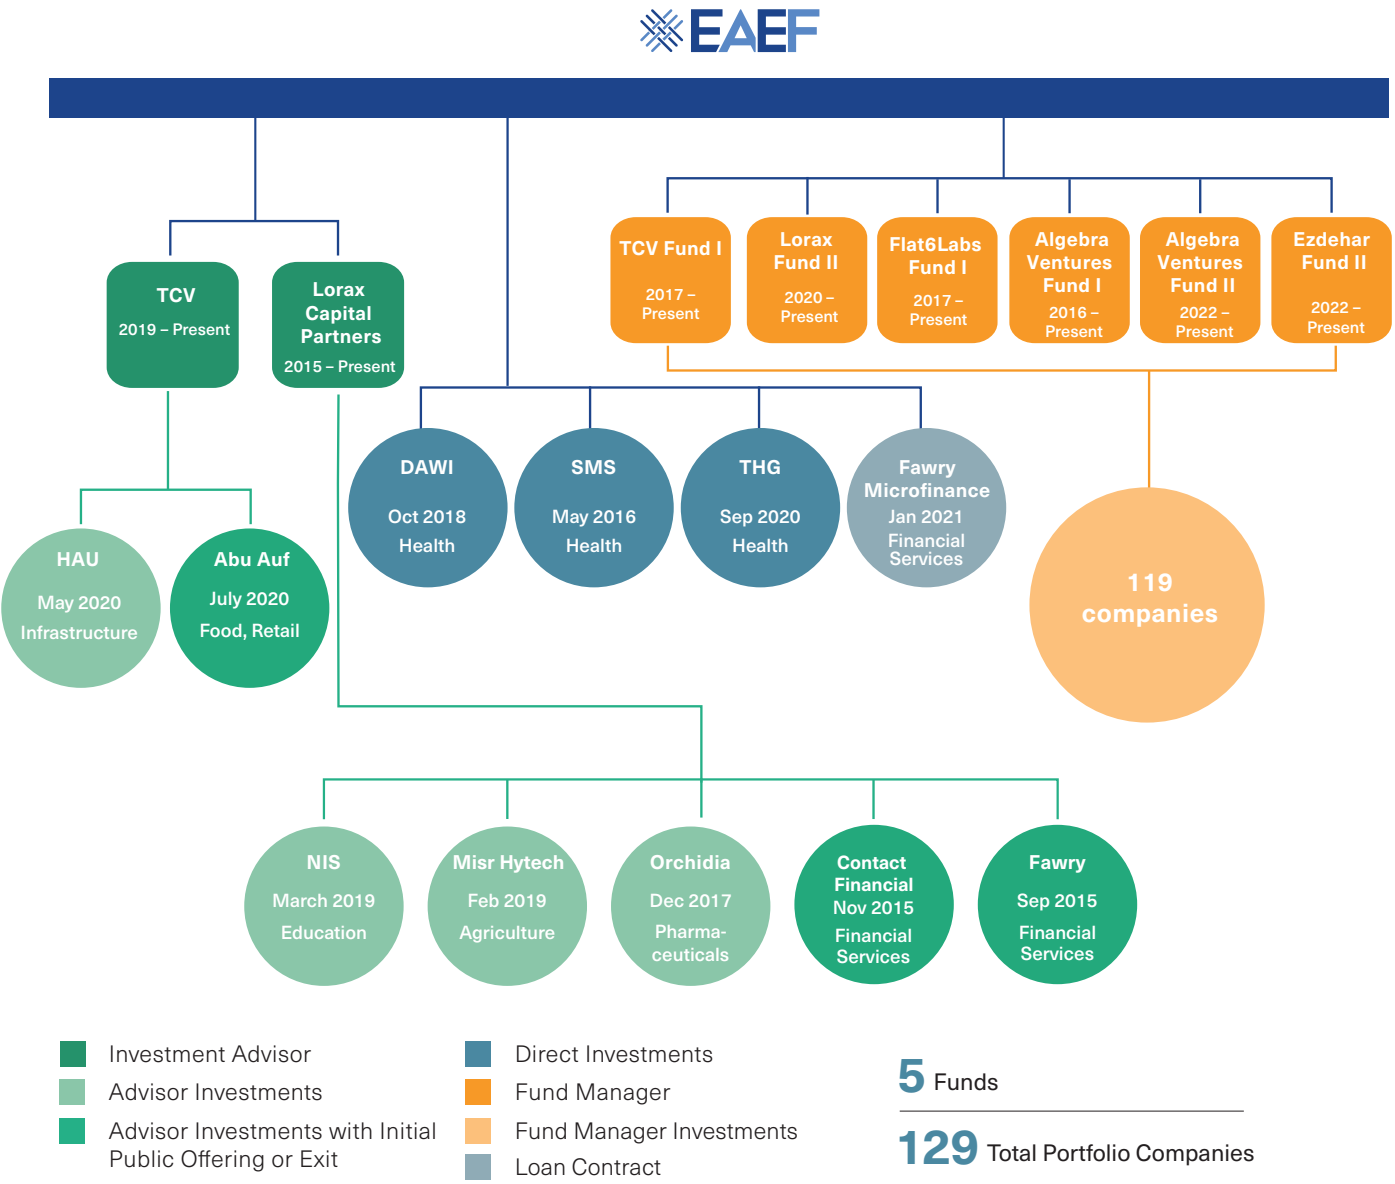 EAEF
TCV
2019 – Present
Lorax
Capital
Partners
2015 – Present
TCV Fund I
2017 –
Present
Lorax
Fund II
2020 –
Present
Flat6Labs
Fund I
2017 –
Present
Algebra
Ventures
Fund I
2016 –
Present
Algebra
Ventures
Fund II
2022 –
Present
Ezdehar
Fund II
2022 –
Present
DAWI
Oct 2018
Health
SMS
May 2016
Health
THG
Sep 2020
Health
Fawry
Microfinance
Jan 2021
Financial
Services
HAU
May 2020
Infrastructure
Abu Auf
July 2020
Food, Retail
119
companies
NIS
March 2019
Education
Misr Hytech
Feb 2019
Agriculture
Orchidia
Dec 2017
Pharma-
ceuticals
Contact
Financial
Nov 2015
Financial
Services
Fawry
Sep 2015
Financial
Services
Investment Advisor
Advisor Investments
Advisor Investments with Initial
Public Offering or Exit
Direct Investments
Fund Manager
Fund Manager Investments
Loan Contract
5 Funds
129 Total Portfolio Companies